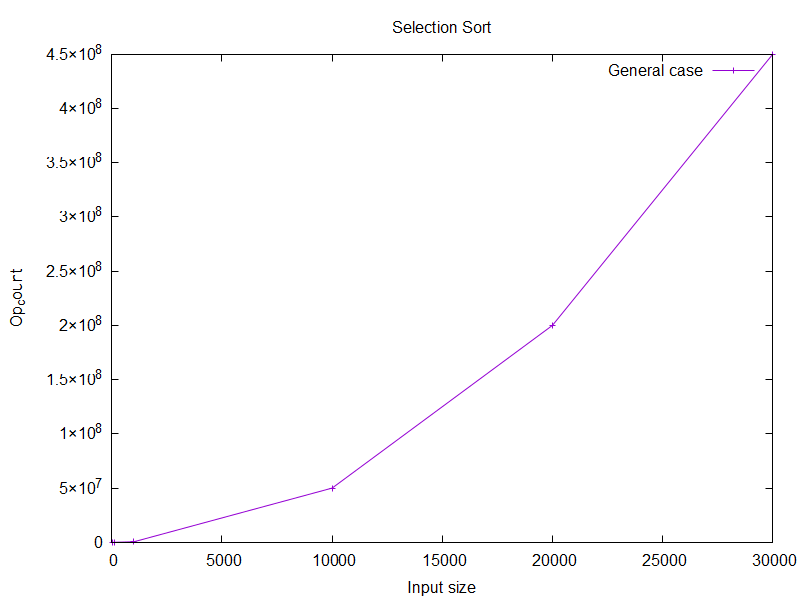 Selection Sort
4.5×10^8
4×10^8
3.5×10^8
3×10^8
2.5×10^8
2×10^8
1.5×10^8
1×10^8
5×10^7
0
Op_count
General case
0 5000 10000 15000 20000 25000 30000
Input size